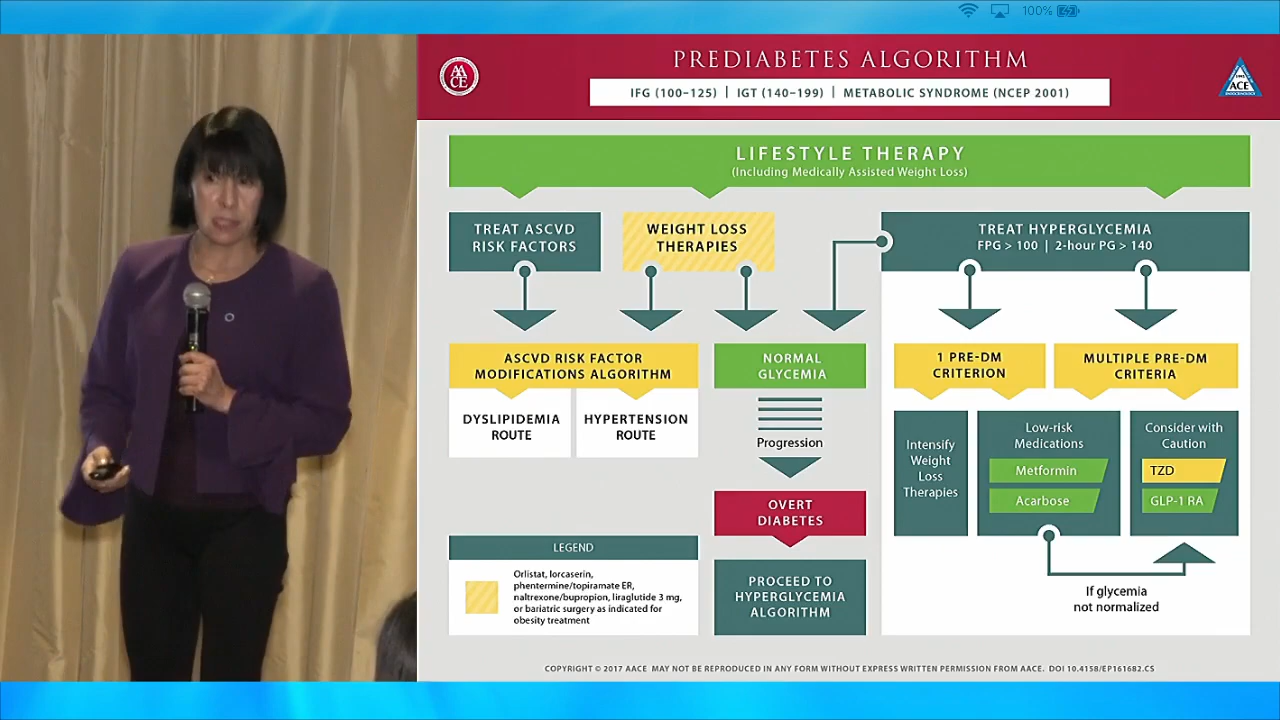 100%
PREDIABETES ALGORITHM
IFG (100–125) | IGT (140–199) | METABOLIC SYNDROME (NCEP 2001)
AACE
ACE
LIFESTYLE THERAPY
(Including Medically Assisted Weight Loss)
TREAT ASCVD
RISK FACTORS
WEIGHT LOSS
THERAPIES
TREAT HYPERGLYCEMIA
FPG > 100 | 2-hour PG > 140
ASCVD RISK FACTOR
MODIFICATIONS ALGORITHM
DYSLIPIDEMIA
ROUTE
HYPERTENSION
ROUTE
NORMAL
GLYCEMIA
Progression
OVERT
DIABETES
PROCEED TO
HYPERGLYCEMIA
ALGORITHM
1 PRE-DM
CRITERION
MULTIPLE PRE-DM
CRITERIA
Intensify
Weight
Loss
Therapies
Low-risk
Medications
Metformin
Acarbose
Consider with
Caution
TZD
GLP-1 RA
If glycemia
not normalized
LEGEND
Orlistat, lorcaserin,
phentermine/topiramate ER,
naltrexone/bupropion, liraglutide 3 mg,
or bariatric surgery as indicated for
obesity treatment
COPYRIGHT © 2017 AACE MAY NOT BE REPRODUCED IN ANY FORM WITHOUT EXPRESS WRITTEN PERMISSION FROM AACE. DOI 10.4158/EP161682.CS